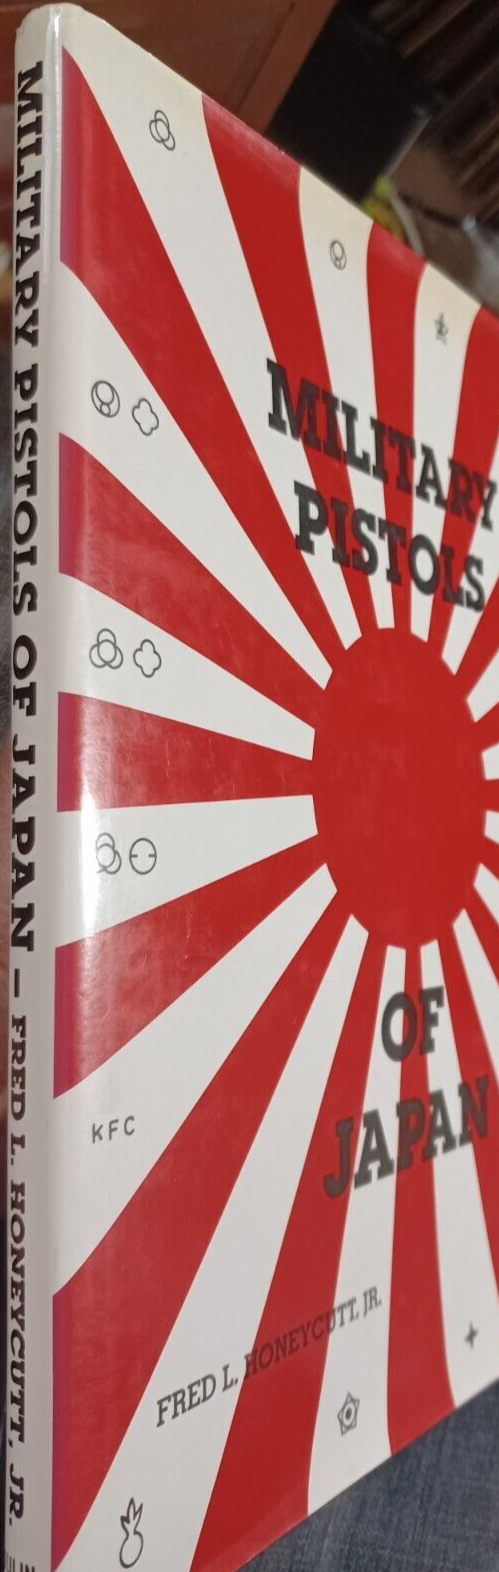 MILITARY PISTOLS OF JAPAN — FRED L. HONEYCUTT, JR.
MILITARY
PISTOLS
OF
JAPAN
KFC
FRED L. HONEYCUTT, JR.